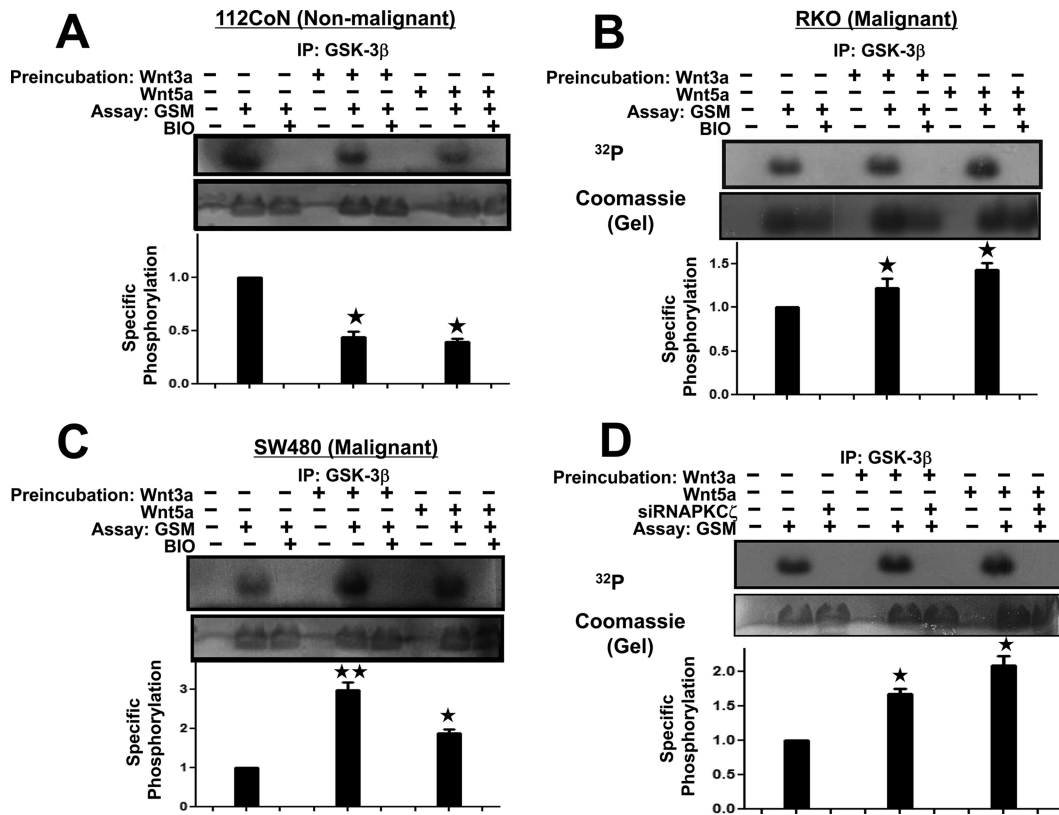 A
112CoN (Non-malignant)
IP: GSK-3β
Preincubation: Wnt3a − − − + + + − − −
Wnt5a − − − − − − + + +
Assay: GSM − + + − + + − + +
BIO − − + − − + − − +
Specific Phosphorylation
1.0
0.5
0.0
★ ★
B
RKO (Malignant)
IP: GSK-3β
Preincubation: Wnt3a − − − + + + − − −
Wnt5a − − − − − − + + +
Assay: GSM − + + − + + − + +
BIO − − + − − + − − +
32P
Coomassie
(Gel)
Specific
Phosphorylation
1.5
1.0
0.5
0.0
★ ★
C
SW480 (Malignant)
IP: GSK-3β
Preincubation: Wnt3a − − − + + + − − −
Wnt5a − − − − − − + + +
Assay: GSM − + + − + + − + +
BIO − − + − − + − − +
Specific
Phosphorylation
3
2
1
0
★★ ★
D
IP: GSK-3β
Preincubation: Wnt3a − − − + + + − − −
Wnt5a − − − − − − + + +
siRNAPKCζ − − + − − + − − +
Assay: GSM − + + − + + − + +
32P
Coomassie
(Gel)
Specific
Phosphorylation
2.0
1.5
1.0
0.5
0.0
★ ★